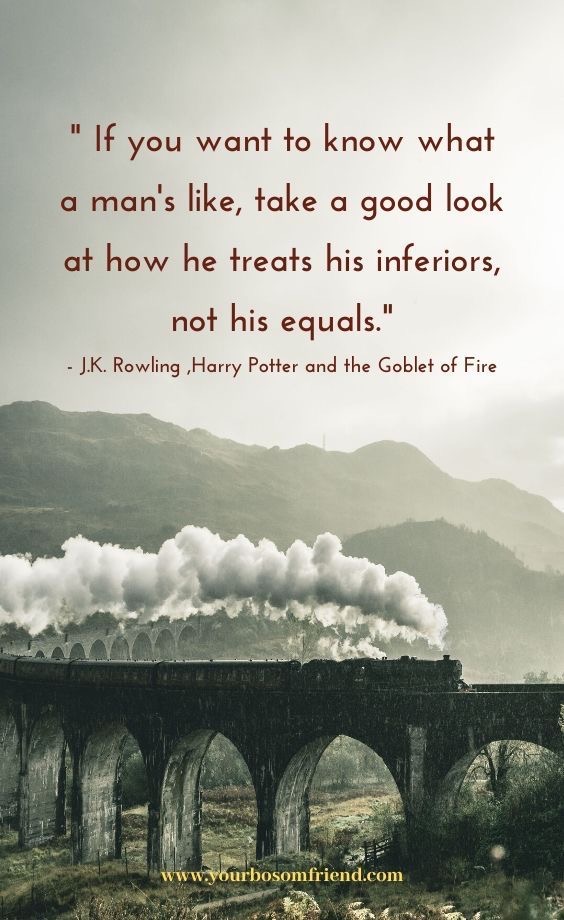 " If you want to know what
a man's like, take a good look
at how he treats his inferiors,
not his equals."
- J.K. Rowling ,Harry Potter and the Goblet of Fire
www.yourbosomfriend.com